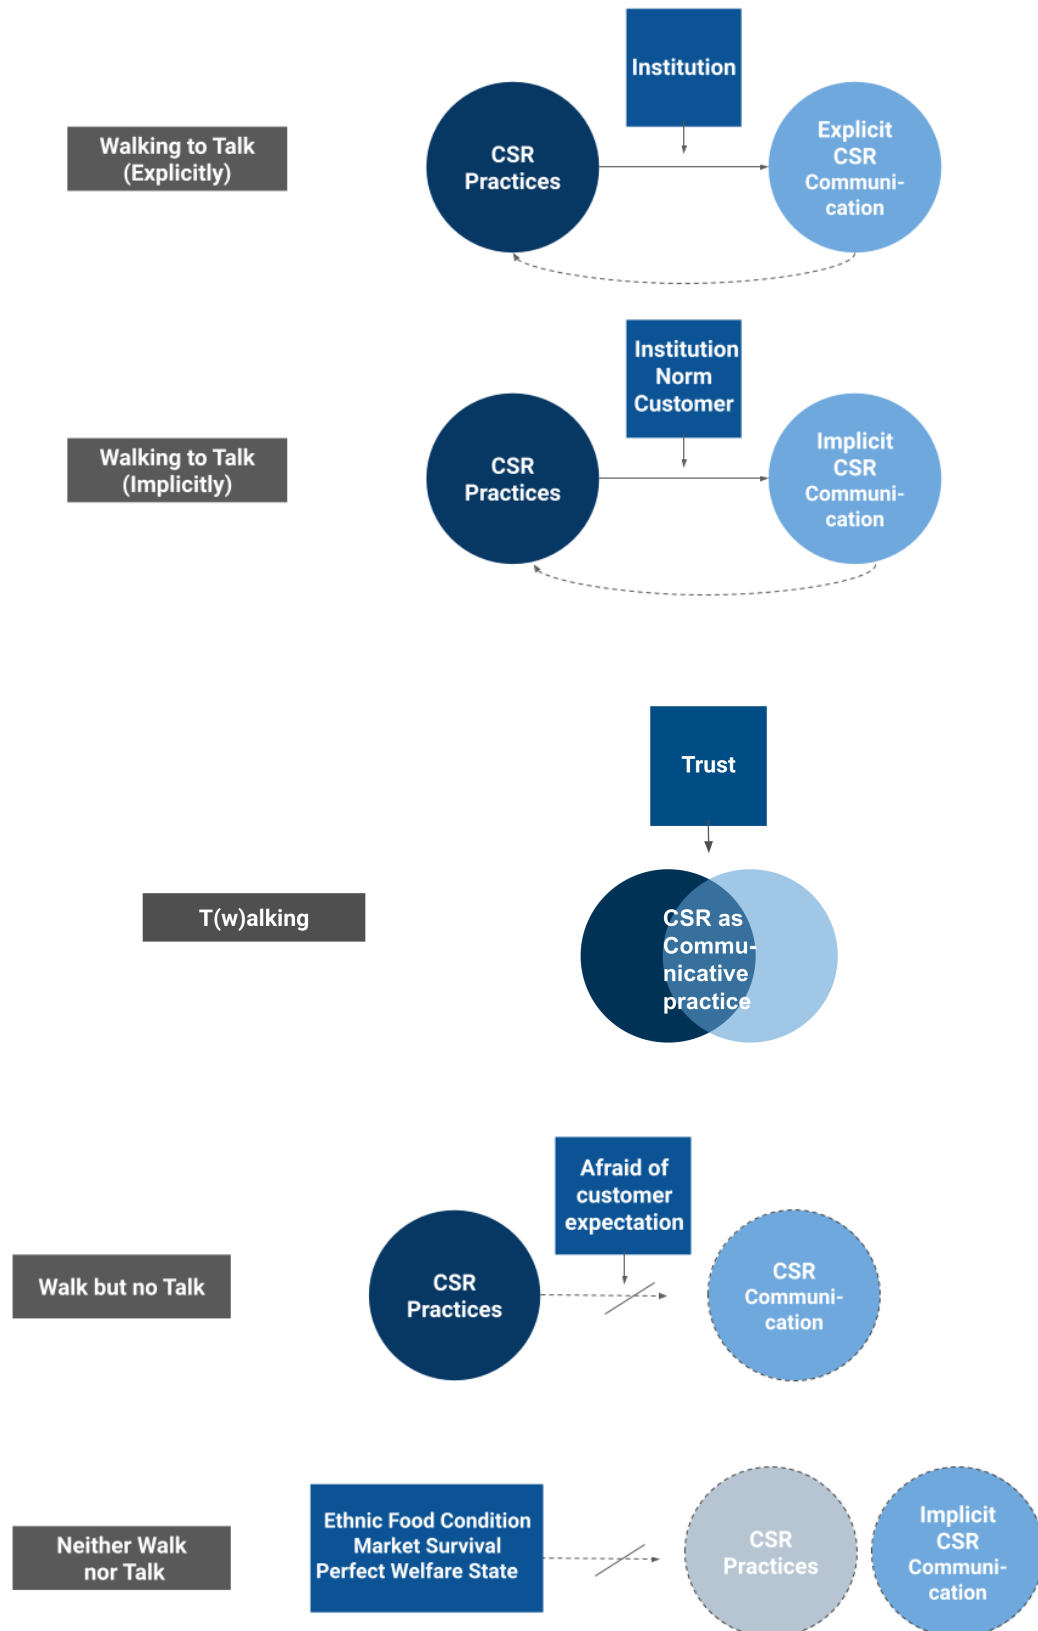 Institution
Walking to Talk
(Explicitly)
CSR
Practices
Explicit
CSR
Communi-
cation
Institution
Norm
Customer
Walking to Talk
(Implicitly)
CSR
Practices
Implicit
CSR
Communi-
cation
Trust
T(w)alking
CSR as
Commu-
nicative
practice
Afraid of
customer
expectation
Walk but no Talk
CSR
Practices
CSR
Communi-
cation
Neither Walk
nor Talk
Ethnic Food Condition
Market Survival
Perfect Welfare State
CSR
Practices
Implicit
CSR
Communi-
cation